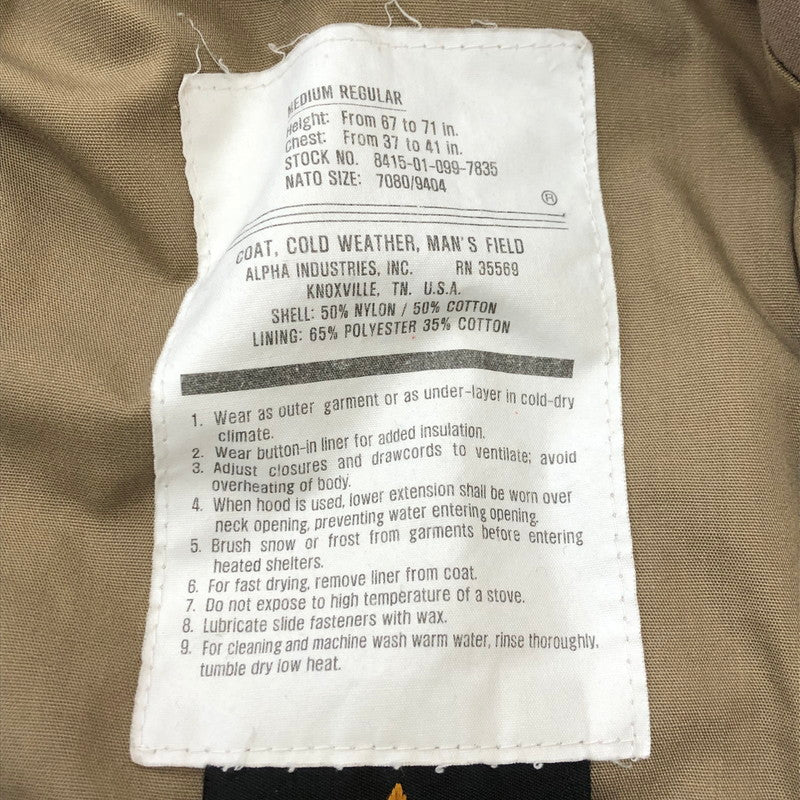 MEDIUM REGULAR
Height: From 67 to 71 in.
Chest: From 37 to 41 in.
STOCK NO. 8415-01-099-7835
NATO SIZE: 7080/9404
®
COAT, COLD WEATHER, MAN'S FIELD
ALPHA INDUSTRIES, INC. RN 35569
KNOXVILLE, TN. U.S.A.
SHELL: 50% NYLON / 50% COTTON
LINING: 65% POLYESTER 35% COTTON
1. Wear as outer garment or as under-layer in cold-dry
climate.
2. Wear button-in liner for added insulation.
3. Adjust closures and drawcords to ventilate; avoid
overheating of body.
4. When hood is used, lower extension shall be worn over
neck opening, preventing water entering opening.
5. Brush snow or frost from garments before entering
heated shelters.
6. For fast drying, remove liner from coat.
7. Do not expose to high temperature of a stove.
8. Lubricate slide fasteners with wax.
9. For cleaning and machine wash warm water, rinse thoroughly,
tumble dry low heat.